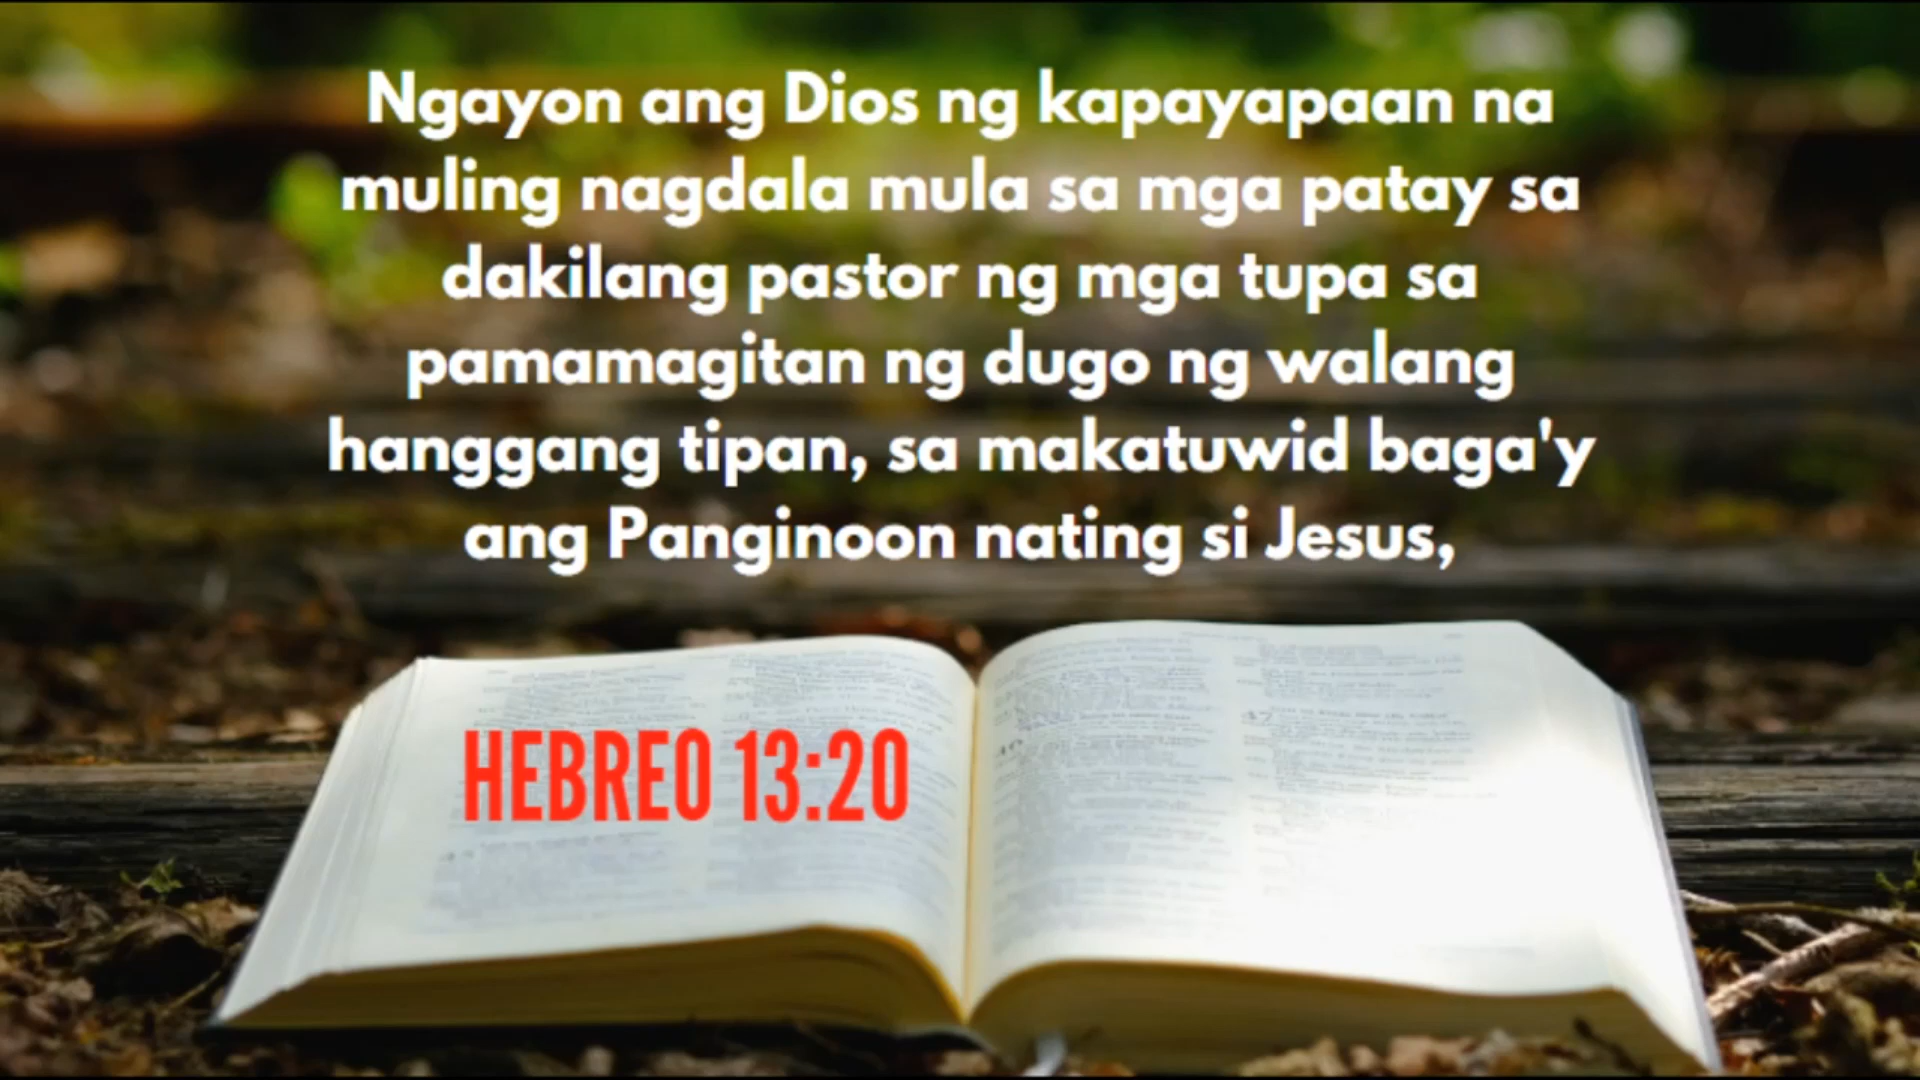 Ngayon ang Dios ng kapayapaan na
muling nagdala mula sa mga patay sa
dakilang pastor ng mga tupa sa
pamamagitan ng dugo ng walang
hanggang tipan, sa makatuwid baga'y
ang Panginoon nating si Jesus,
HEBREO 13:20